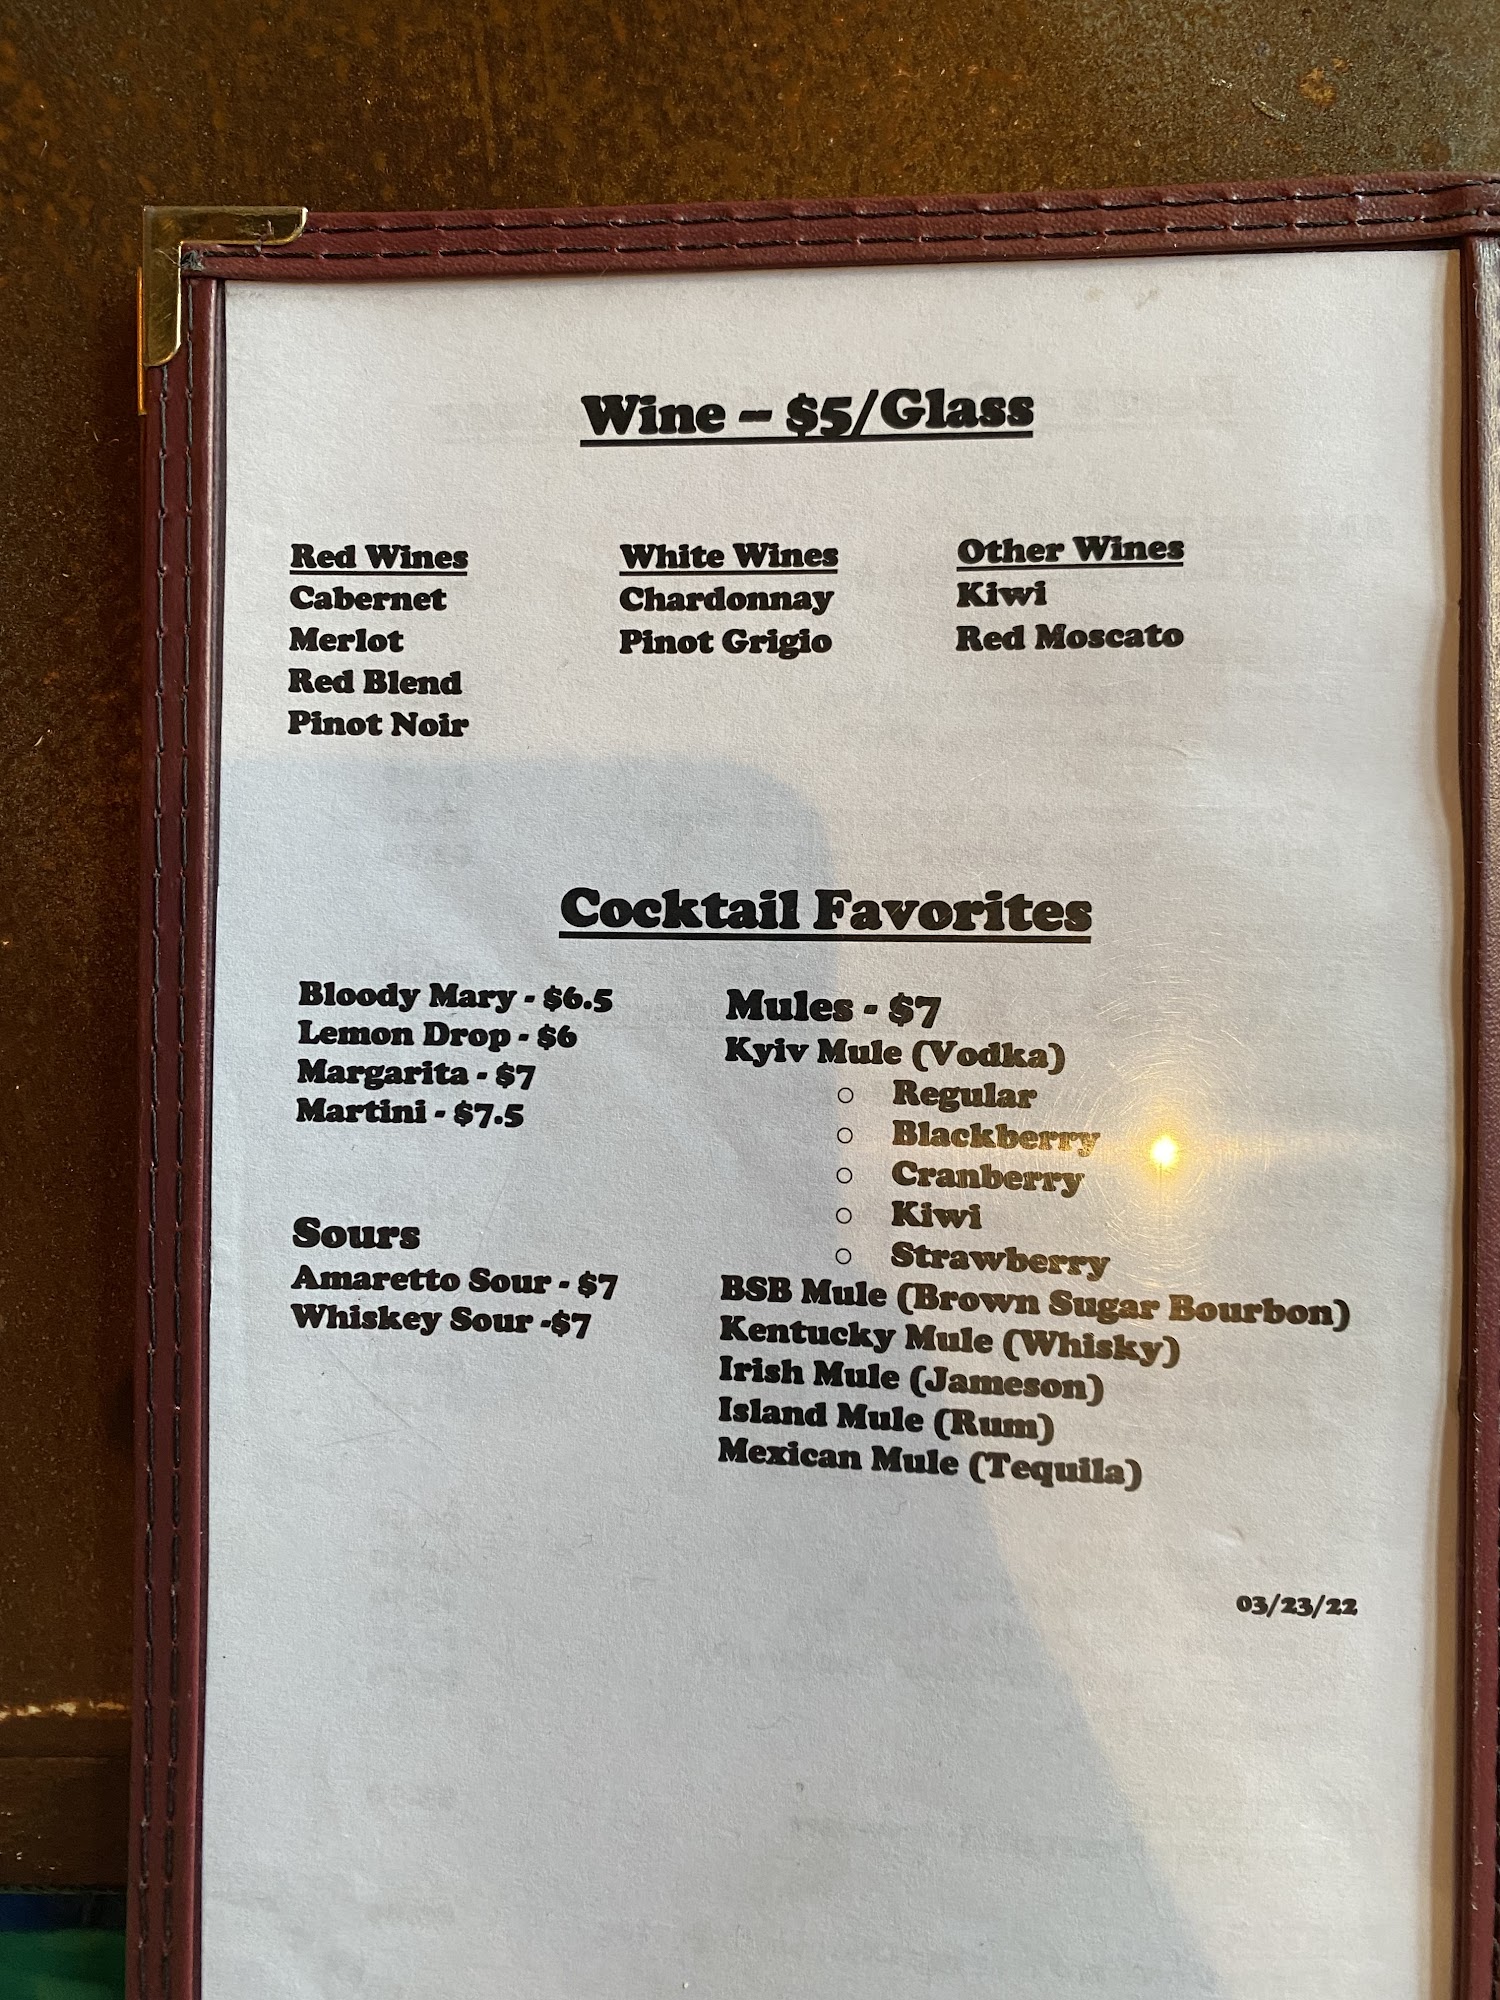 Wine – $5/Glass
Red Wines
Cabernet
Merlot
Red Blend
Pinot Noir
White Wines
Chardonnay
Pinot Grigio
Other Wines
Kiwi
Red Moscato
Cocktail Favorites
Bloody Mary - $6.5
Lemon Drop - $6
Margarita - $7
Martini - $7.5
Sours
Amaretto Sour - $7
Whiskey Sour -$7
Mules - $7
Kyiv Mule (Vodka)
○ Regular
○ Blackberry
○ Cranberry
○ Kiwi
○ Strawberry
BSB Mule (Brown Sugar Bourbon)
Kentucky Mule (Whisky)
Irish Mule (Jameson)
Island Mule (Rum)
Mexican Mule (Tequila)
03/23/22